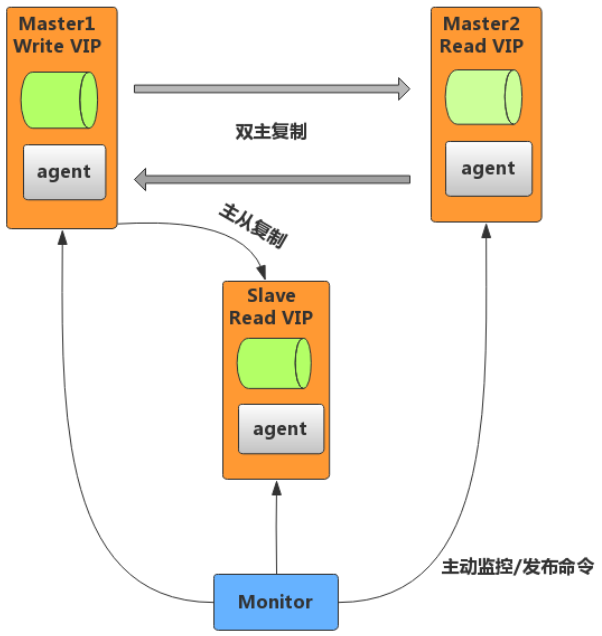 Master1
Write VIP
agent
Master2
Read VIP
agent
双主复制
主从复制
Slave
Read VIP
agent
主动监控/发布命令
Monitor